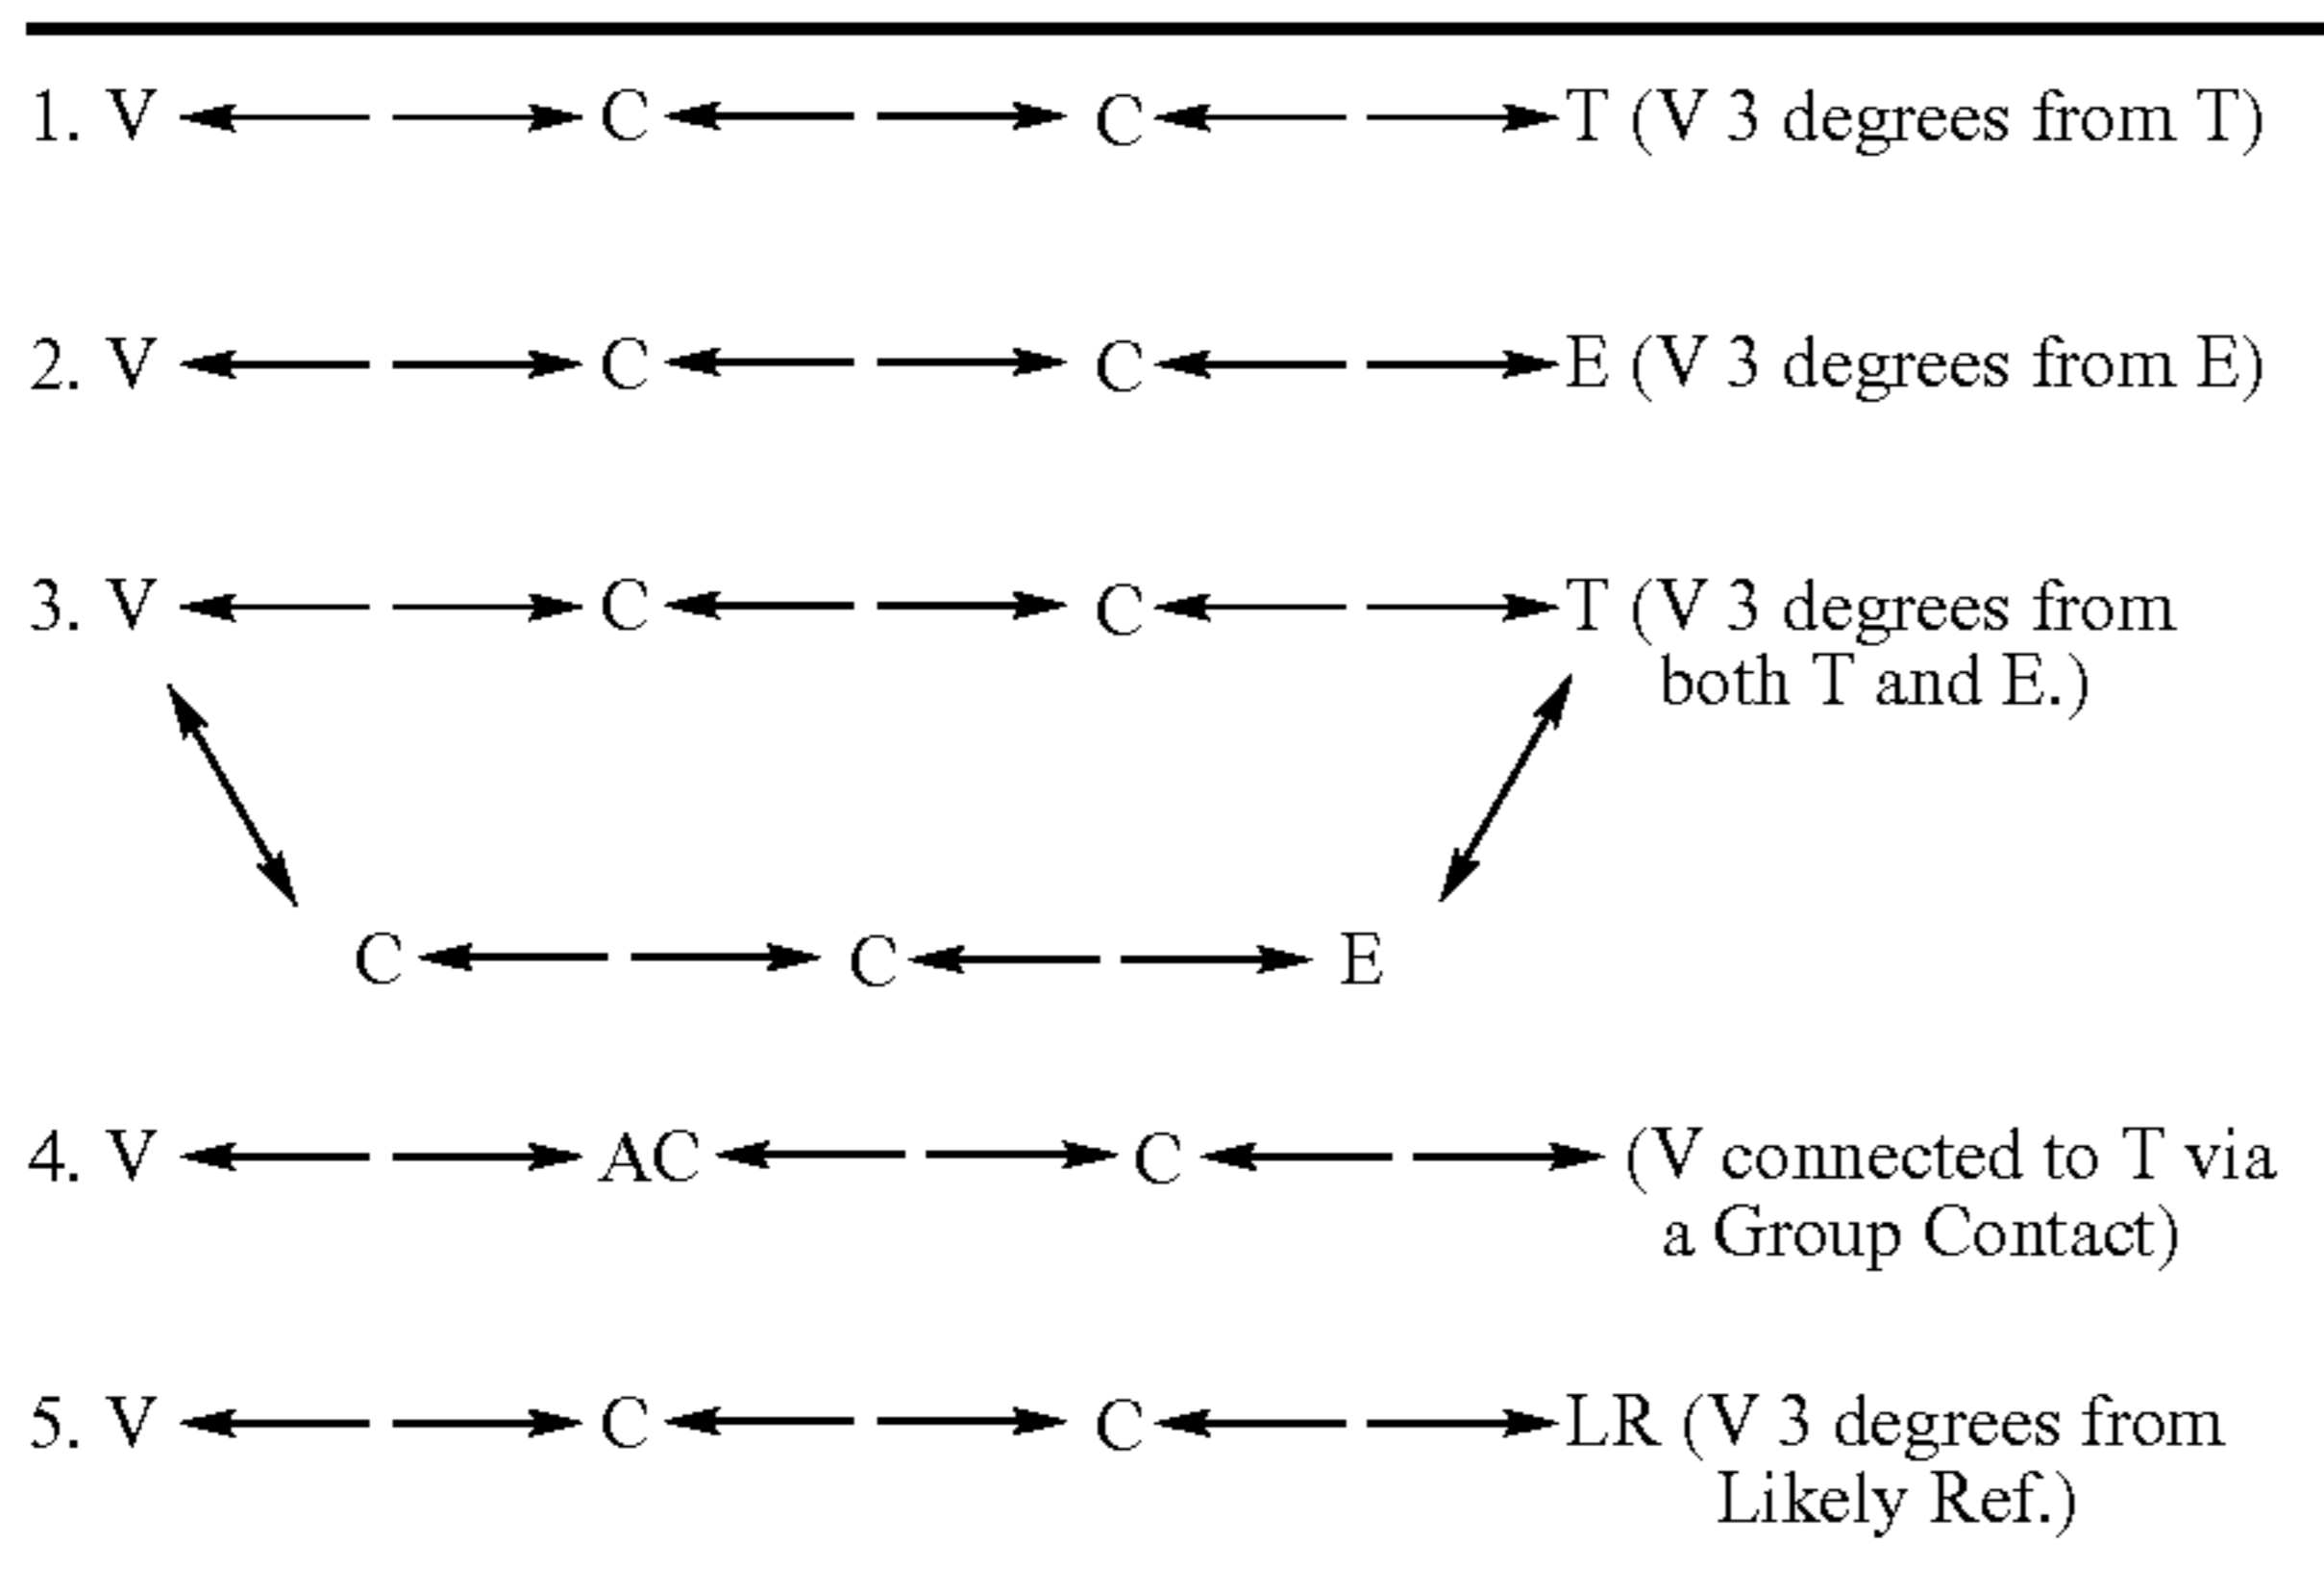 1. V C C T (V 3 degrees from T)
2. V C C E (V 3 degrees from E)
3. V C C T (V 3 degrees from
both T and E.)
C C E
4. V AC C (V connected to T via
a Group Contact)
5. V C C LR (V 3 degrees from
Likely Ref.)